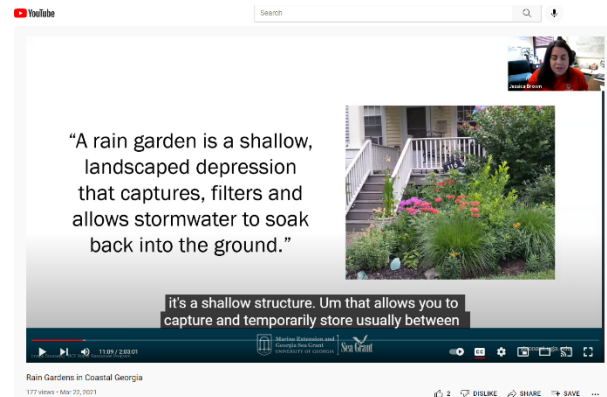 YouTube
Search
Jessica Brown
"A rain garden is a shallow,
landscaped depression
that captures, filters and
allows stormwater to soak
back into the ground."
it's a shallow structure. Um that allows you to
capture and temporarily store usually between
11:09 / 2:03:01
Marine Extension and
Georgia Sea Grant
UNIVERSITY OF GEORGIA
Sea Grant
CC
Rain Gardens in Coastal Georgia
177 views • Mar 22, 2021
2
DISLIKE
SHARE
SAVE
...